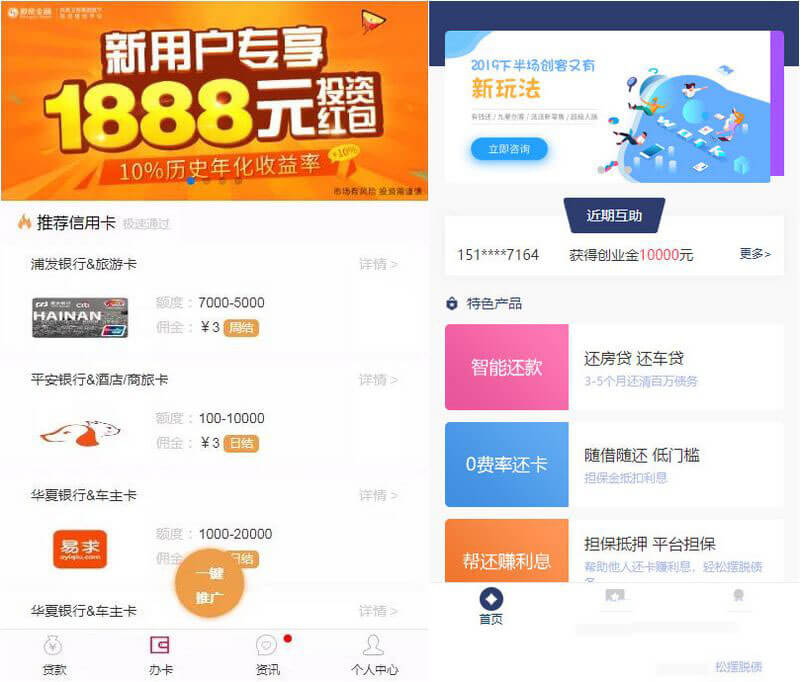 新用户专享
1888元投资红包
10%历史年化收益率
¥10%
市场有风险 投资需谨慎
推荐信用卡 极速通过
浦发银行&旅游卡 详情 >
HAINAN
citi
额度：7000-5000
佣金：￥3 周结
平安银行&酒店/商旅卡 详情 >
额度：100-10000
佣金：￥3 日结
华夏银行&车主卡 详情 >
易求
ayiqiu.com
额度：1000-20000
佣 日结
一键
推广
华夏银行&车主卡 详情 >
贷款 办卡 资讯 个人中心
2019下半场创客又有
新玩法
立即咨询
WORK
近期互助
151****7164 获得创业金10000元 更多>
特色产品
智能还款
还房贷 还车贷
3-5个月还清百万债务
0费率还卡
随借随还 低门槛
担保金抵扣利息
帮还赚利息
担保抵押 平台担保
帮助他人还卡赚利息，轻松摆脱债
首页
松摆脱债